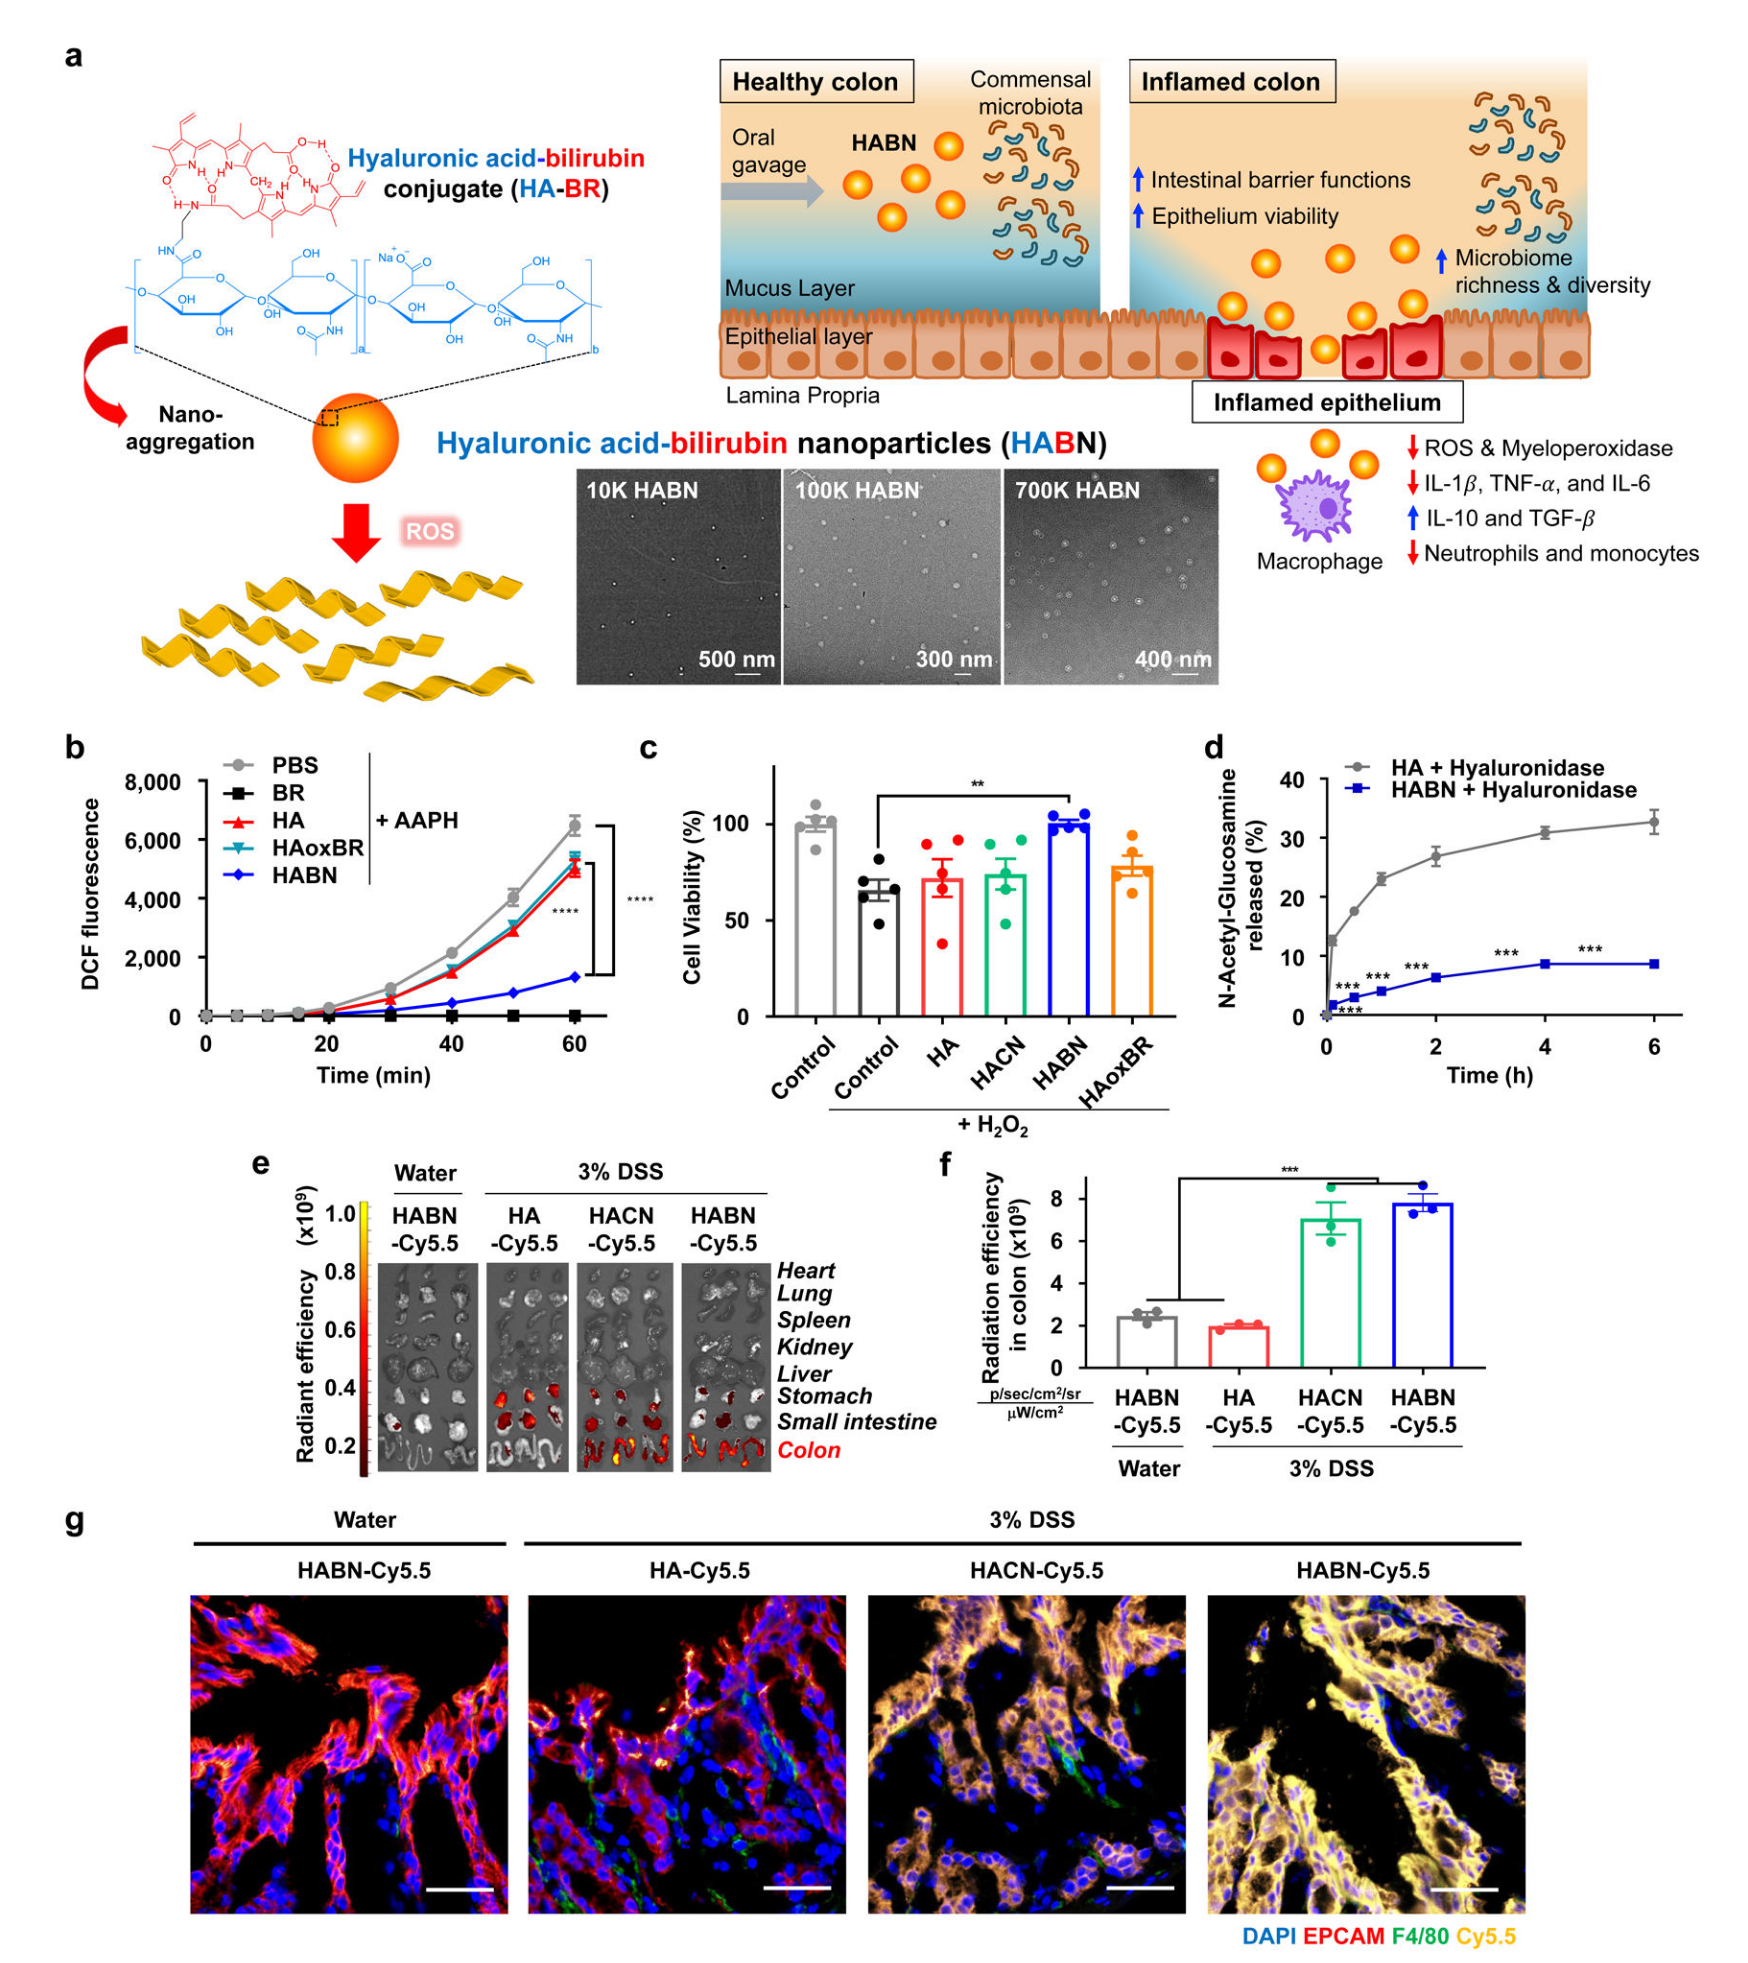 a
Hyaluronic acid-bilirubin
conjugate (HA-BR)
Nano-
aggregation
ROS
Healthy colon
Commensal
microbiota
Oral
gavage
HABN
Mucus Layer
Epithelial layer
Lamina Propria
Inflamed colon
Intestinal barrier functions
Epithelium viability
Microbiome
richness & diversity
Inflamed epithelium
Macrophage
ROS & Myeloperoxidase
IL-1β, TNF-α, and IL-6
IL-10 and TGF-β
Neutrophils and monocytes
Hyaluronic acid-bilirubin nanoparticles (HABN)
10K HABN
500 nm
100K HABN
300 nm
700K HABN
400 nm
b
PBS
BR
HA
HAoxBR
HABN
+ AAPH
DCF fluorescence
8,000
6,000
4,000
2,000
0
****
****
0 20 40 60
Time (min)
c
Cell Viability (%)
100
50
0
**
Control
Control
HA
HACN
HABN
HAoxBR
+ H₂O₂
d
HA + Hyaluronidase
HABN + Hyaluronidase
N-Acetyl-Glucosamine
released (%)
40
30
20
10
0
***
***
***
***
***
***
0 2 4 6
Time (h)
e
Water
3% DSS
HABN
-Cy5.5
HA
-Cy5.5
HACN
-Cy5.5
HABN
-Cy5.5
Radiant efficiency (x10⁹)
1.0
0.8
0.6
0.4
0.2
Heart
Lung
Spleen
Kidney
Liver
Stomach
Small intestine
Colon
f
Radiation efficiency
in colon (x10⁹)
p/sec/cm²/sr
μW/cm²
8
6
4
2
0
***
HABN
-Cy5.5
HA
-Cy5.5
HACN
-Cy5.5
HABN
-Cy5.5
Water
3% DSS
g
Water
3% DSS
HABN-Cy5.5
HA-Cy5.5
HACN-Cy5.5
HABN-Cy5.5
DAPI EPCAM F4/80 Cy5.5